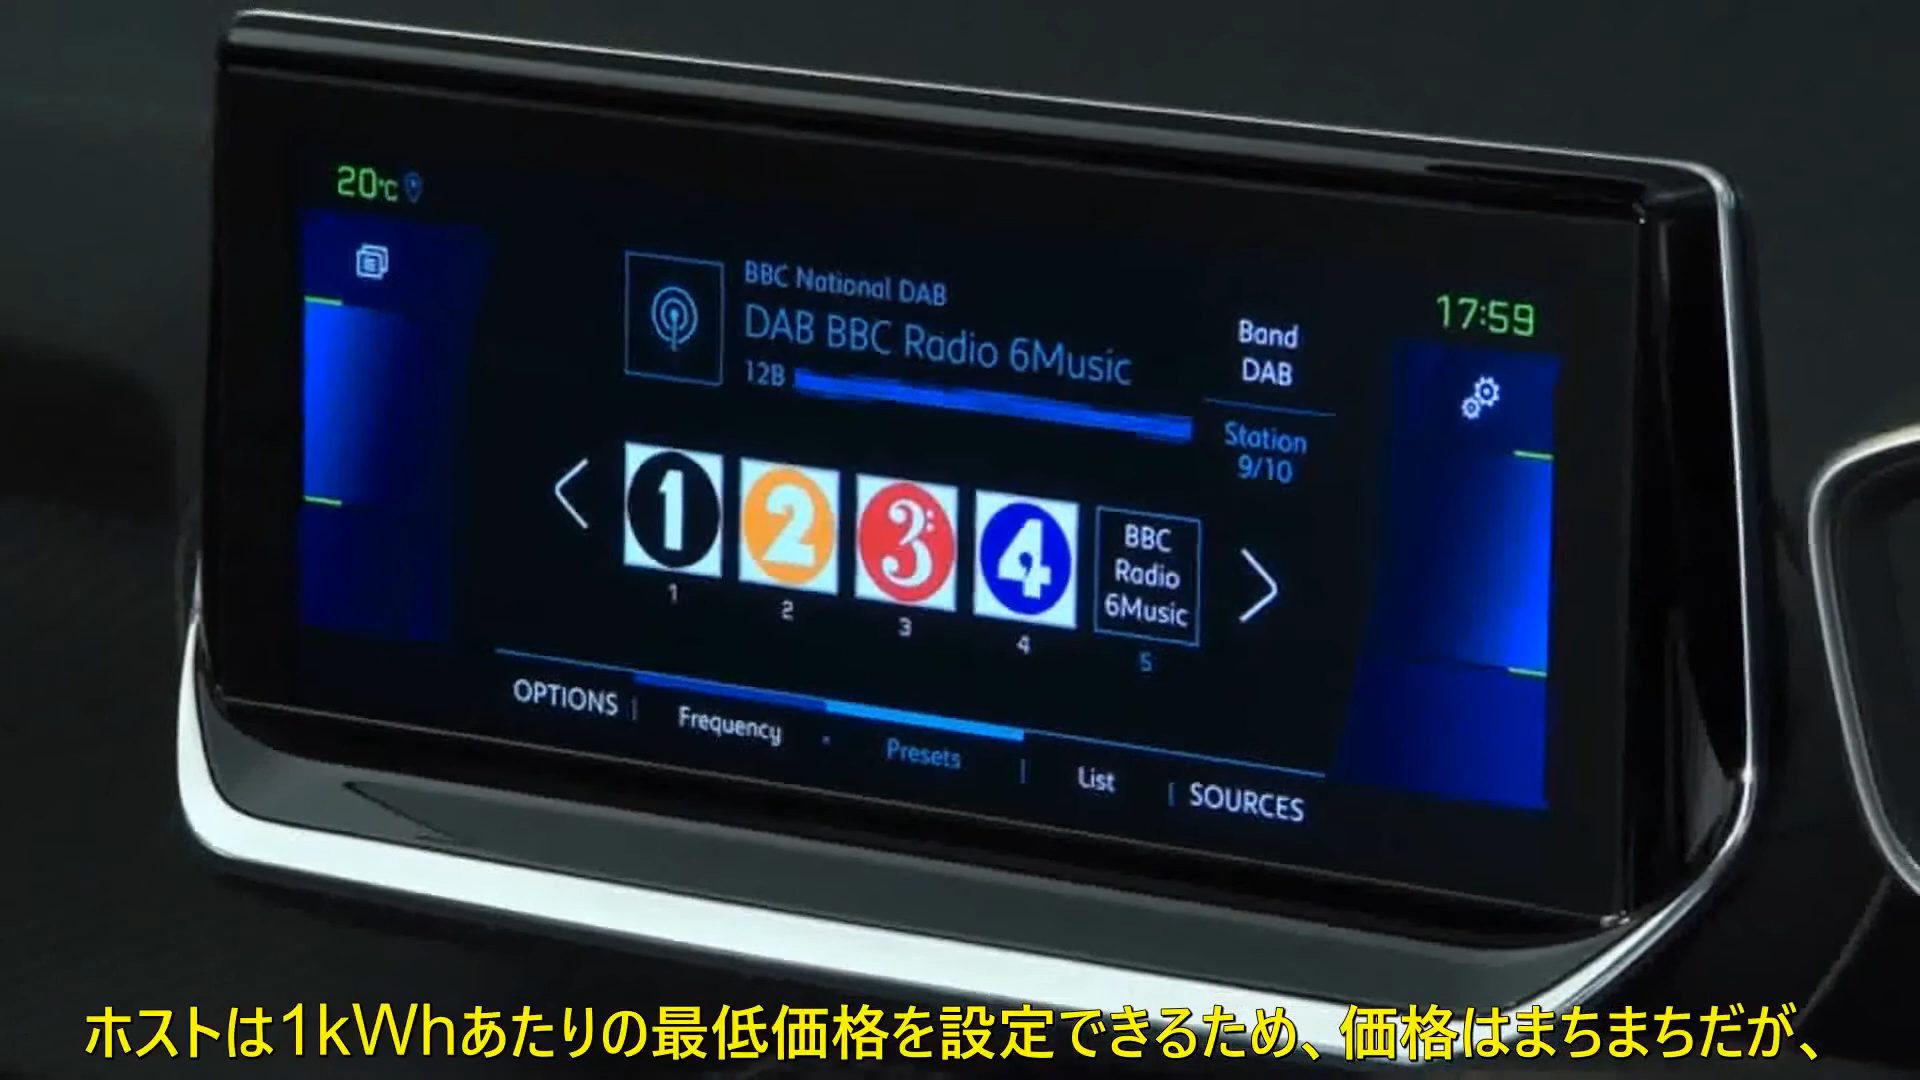 20°C
17:59
BBC National DAB
DAB BBC Radio 6Music
12B
Band
DAB
Station
9/10
1
2
3
4
BBC
Radio
6Music
1
2
3
4
5
OPTIONS
Frequency
Presets
List
SOURCES
ホストは1kWhあたりの最低価格を設定できるため、価格はまちまちだが、